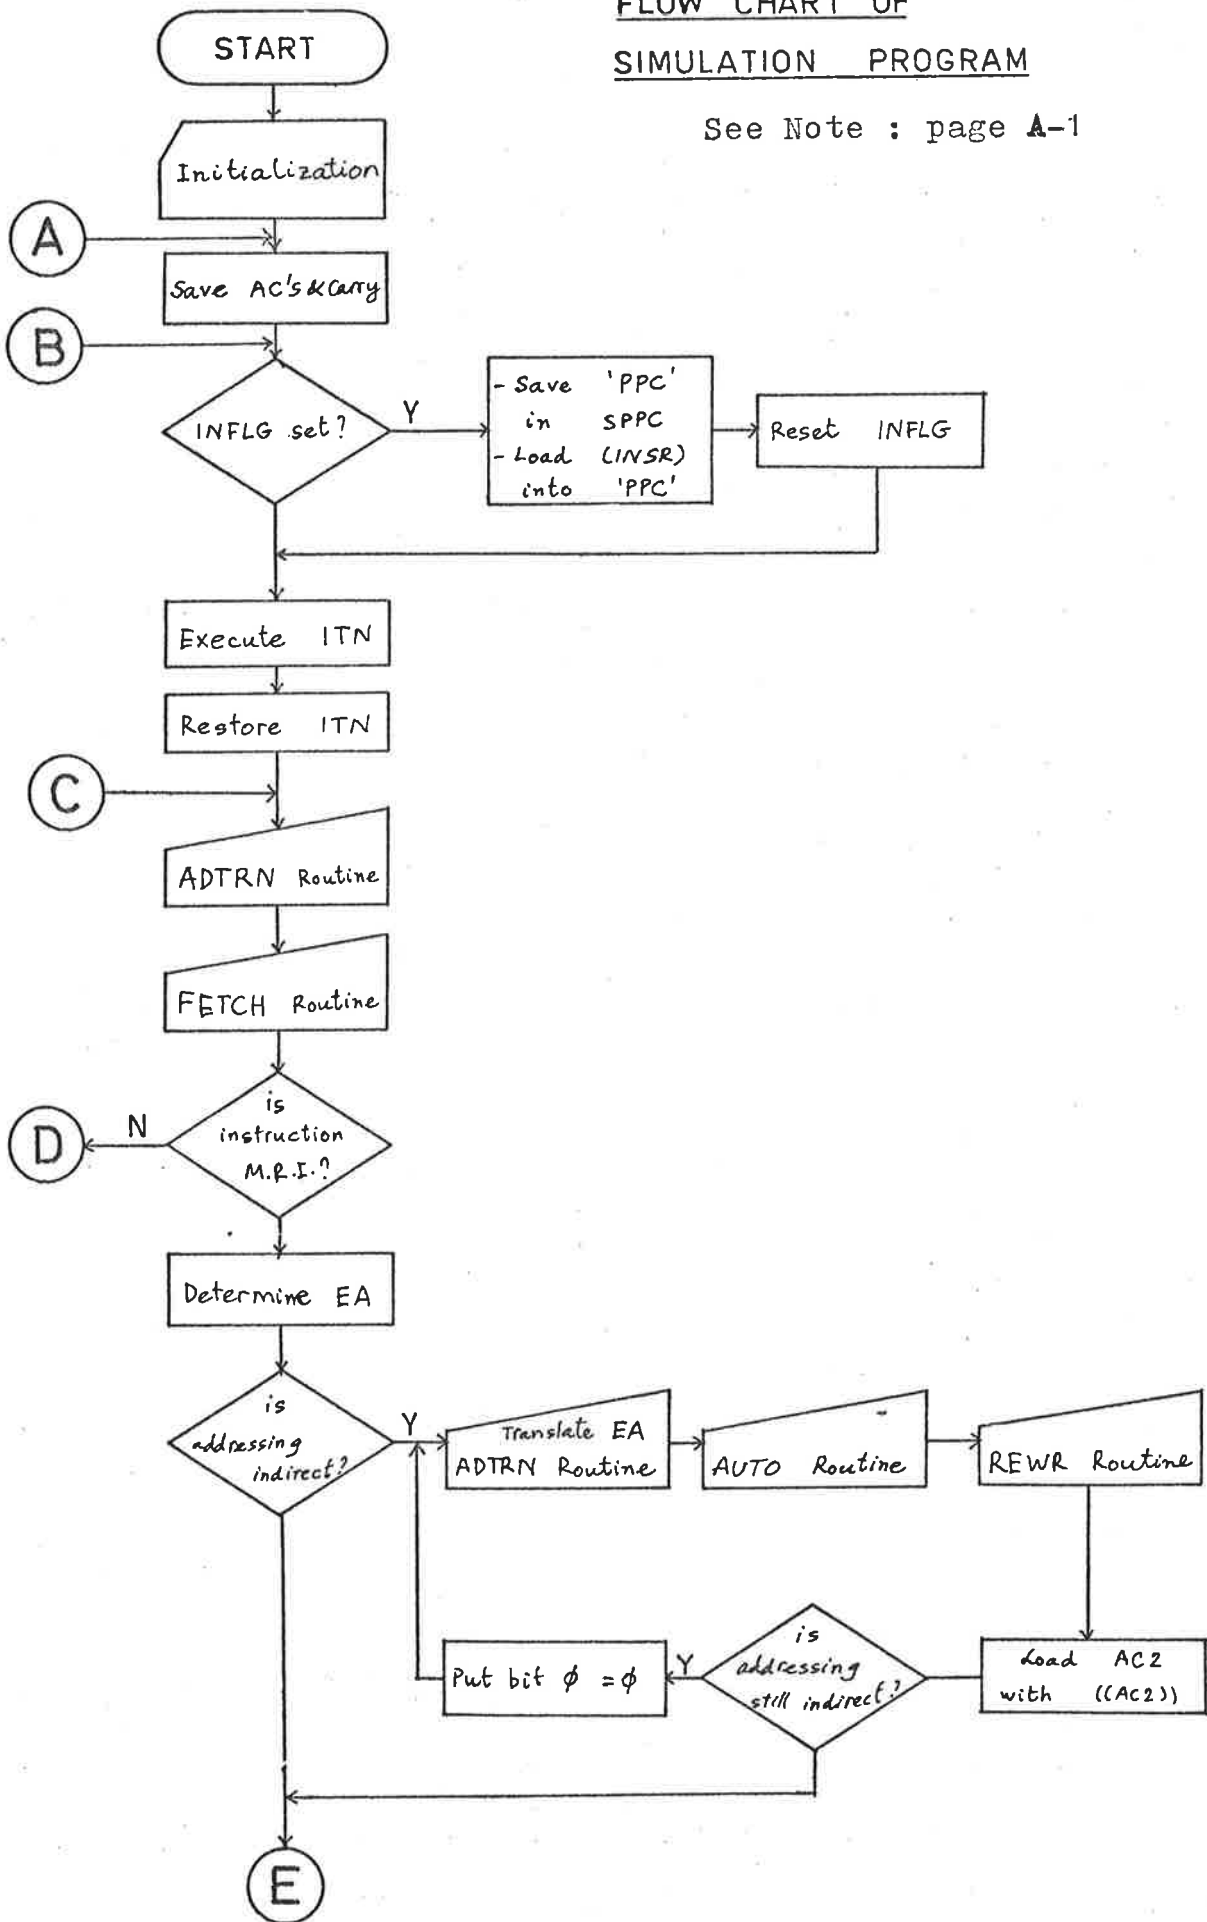 FLOW CHART OF
SIMULATION PROGRAM
See Note : page A-1
START
Initialization
A
Save AC's & Carry
B
INFLG set?
Y
- Save 'PPC'
in SPPC
- Load (INSR)
into 'PPC'
Reset INFLG
Execute ITN
Restore ITN
C
ADTRN Routine
FETCH Routine
is
instruction
M.R.I.?
N
D
Determine EA
is
addressing
indirect?
Y
Translate EA
ADTRN Routine
AUTO Routine
REWR Routine
Load AC2
with ((AC2))
is
addressing
still indirect?
Y
Put bit ϕ = ϕ
E